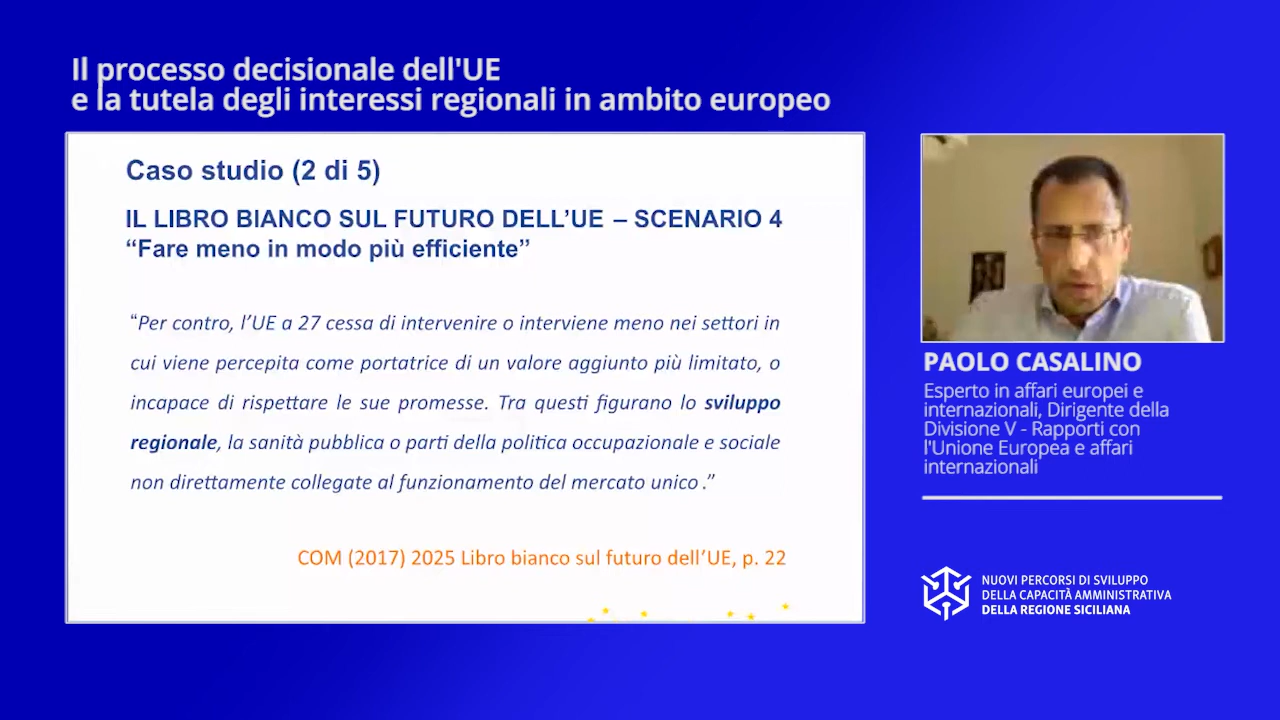 Il processo decisionale dell'UE
e la tutela degli interessi regionali in ambito europeo
Caso studio (2 di 5)
IL LIBRO BIANCO SUL FUTURO DELL’UE – SCENARIO 4
“Fare meno in modo più efficiente”
“Per contro, l’UE a 27 cessa di intervenire o interviene meno nei settori in
cui viene percepita come portatrice di un valore aggiunto più limitato, o
incapace di rispettare le sue promesse. Tra questi figurano lo sviluppo
regionale, la sanità pubblica o parti della politica occupazionale e sociale
non direttamente collegate al funzionamento del mercato unico .”
COM (2017) 2025 Libro bianco sul futuro dell’UE, p. 22
PAOLO CASALINO
Esperto in affari europei e
internazionali, Dirigente della
Divisione V - Rapporti con
l'Unione Europea e affari
internazionali
NUOVI PERCORSI DI SVILUPPO
DELLA CAPACITÀ AMMINISTRATIVA
DELLA REGIONE SICILIANA